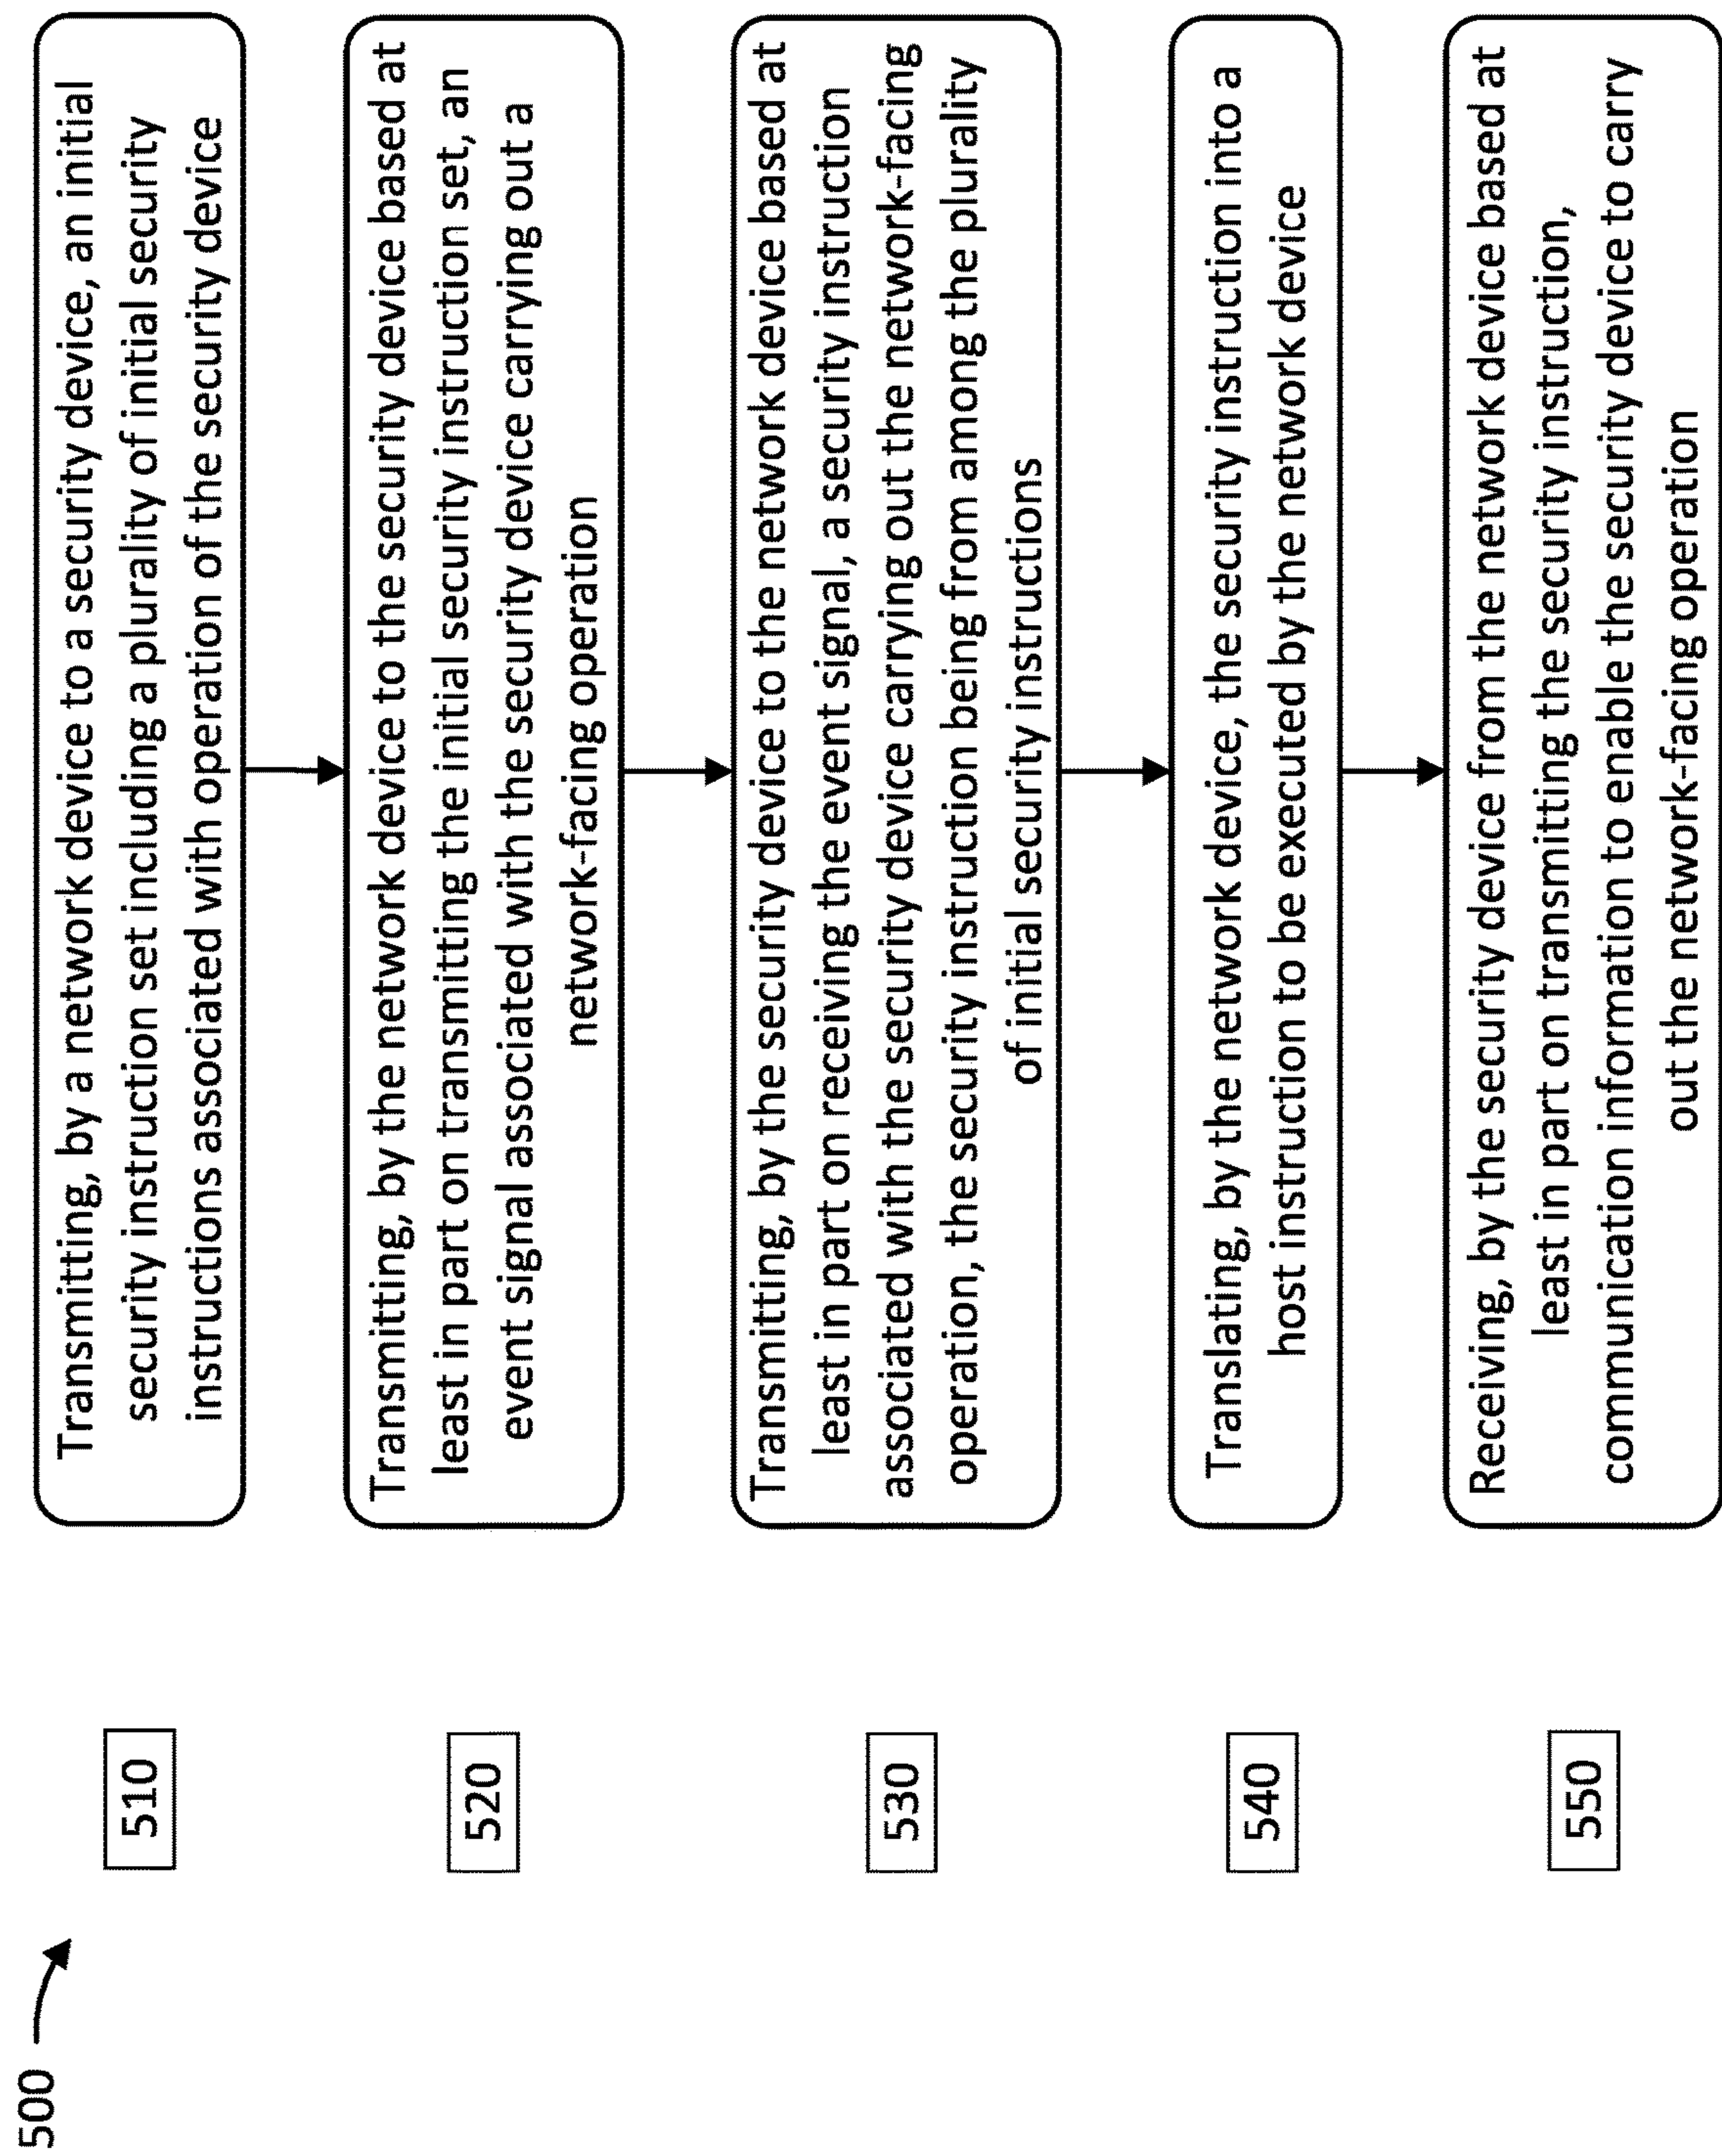 500
510
Transmitting, by a network device to a security device, an initial
security instruction set including a plurality of initial security
instructions associated with operation of the security device
520
Transmitting, by the network device to the security device based at
least in part on transmitting the initial security instruction set, an
event signal associated with the security device carrying out a
network-facing operation
530
Transmitting, by the security device to the network device based at
least in part on receiving the event signal, a security instruction
associated with the security device carrying out the network-facing
operation, the security instruction being from among the plurality
of initial security instructions
540
Translating, by the network device, the security instruction into a
host instruction to be executed by the network device
550
Receiving, by the security device from the network device based at
least in part on transmitting the security instruction,
communication information to enable the security device to carry
out the network-facing operation